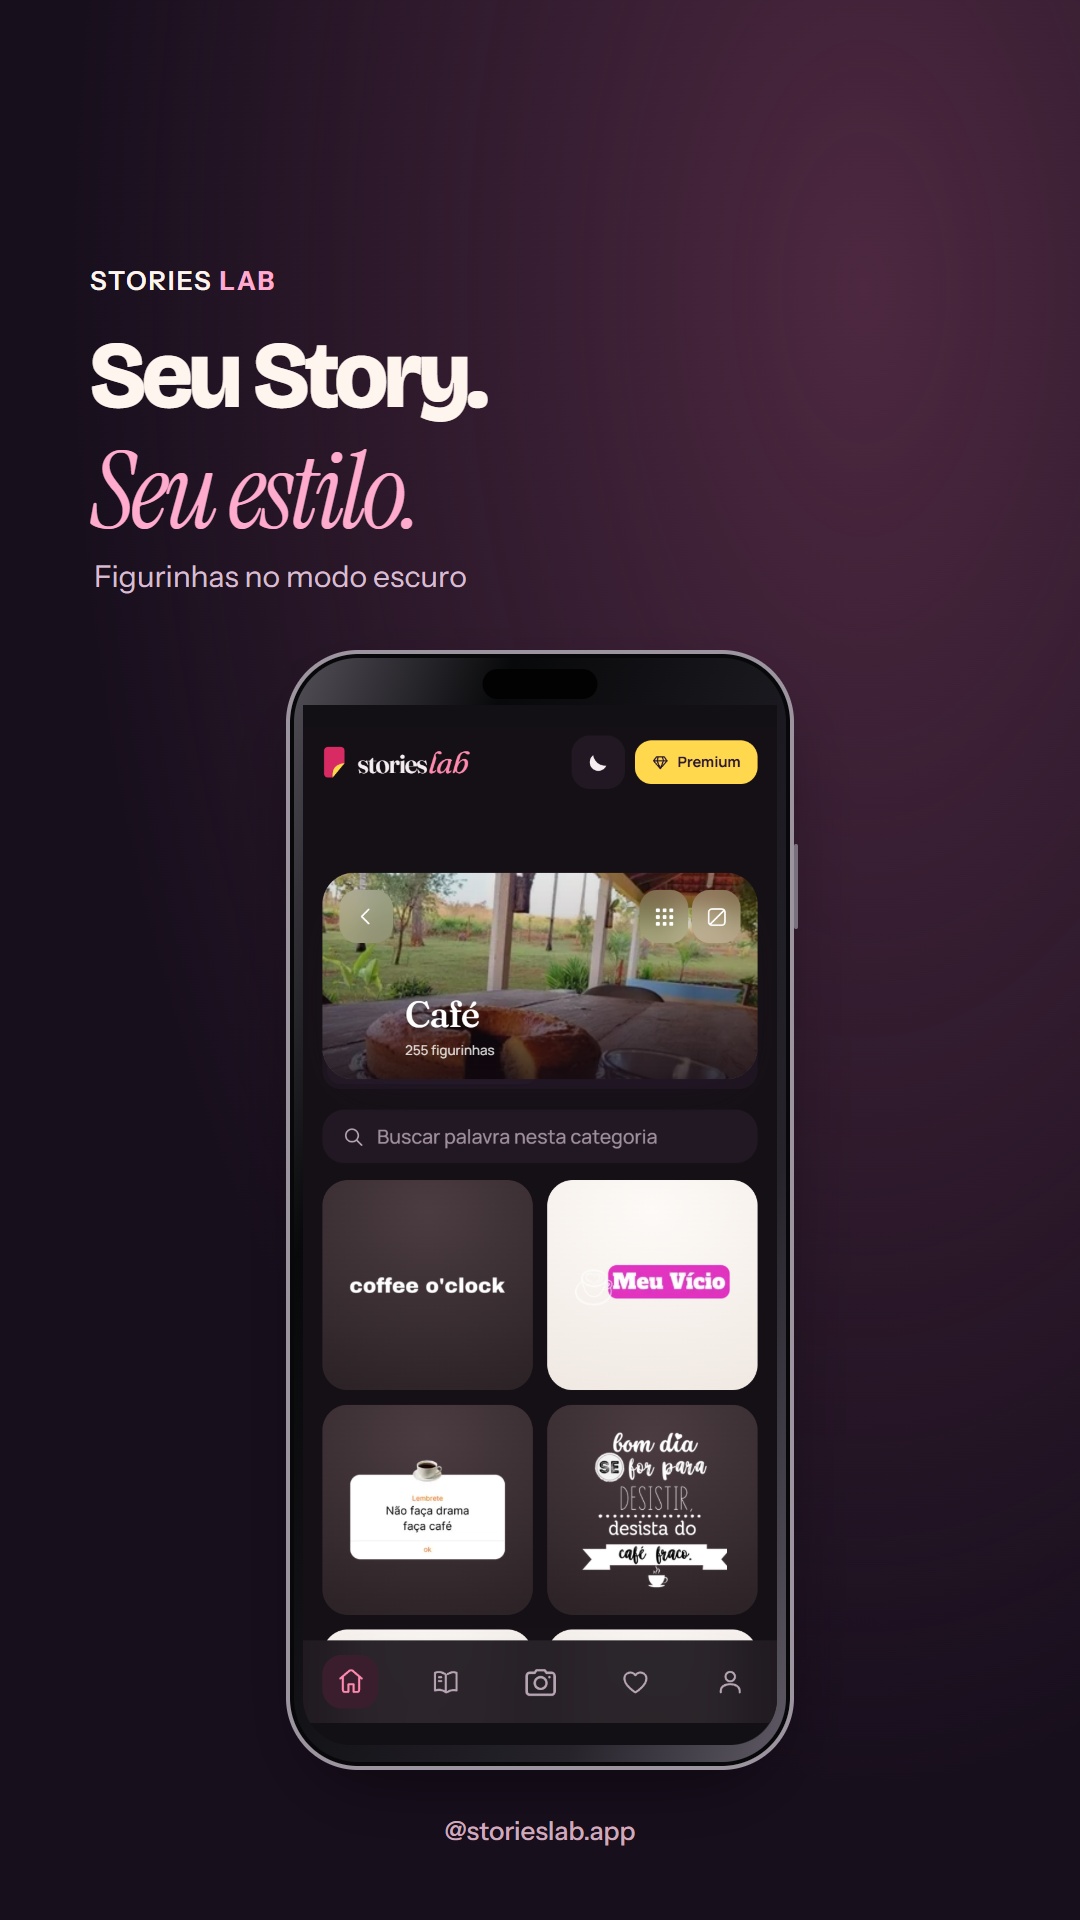 STORIES LAB
Seu Story.
Seu estilo.
Figurinhas no modo escuro
storieslab
Premium
Café
255 figurinhas
Buscar palavra nesta categoria
coffee o'clock
Meu Vício
Lembrete
Não faça drama
faça café
ok
bom dia
SE for para
DESISTIR,
desista do
café fraco.
@storieslab.app